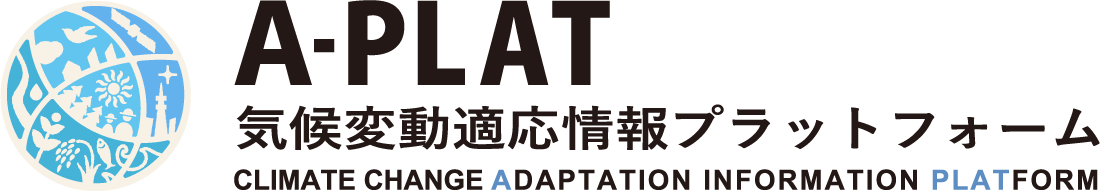 A-PLAT
気候変動適応情報プラットフォーム
CLIMATE CHANGE ADAPTATION INFORMATION PLATFORM